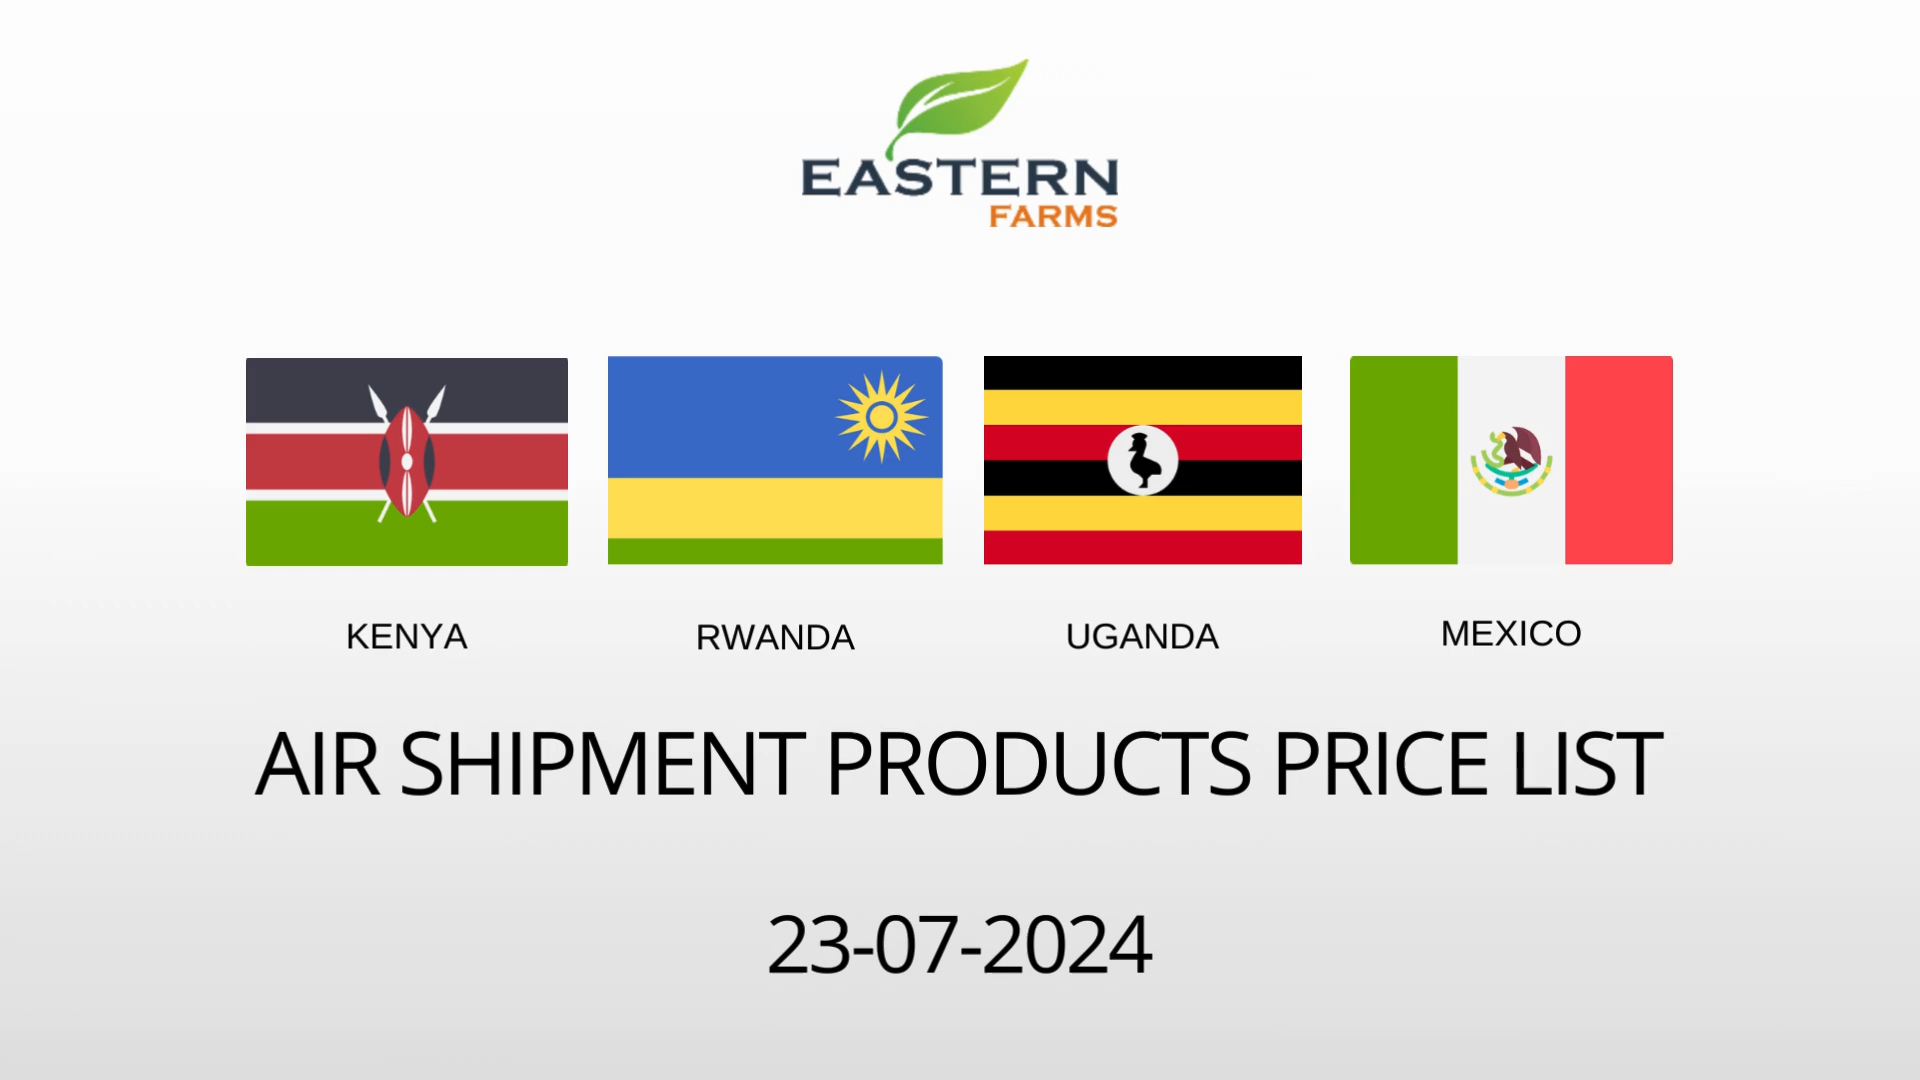 EASTERN
FARMS
KENYA
RWANDA
UGANDA
MEXICO
AIR SHIPMENT PRODUCTS PRICE LIST
23-07-2024